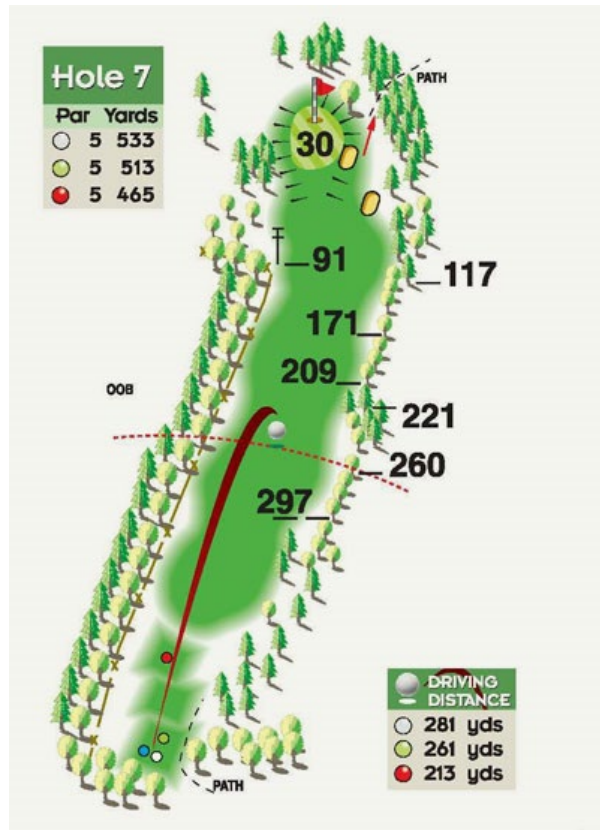 Hole 7
Par Yards
5 533
5 513
5 465
PATH
30
91
117
171
209
OOB
221
260
297
DRIVING
DISTANCE
281 yds
261 yds
213 yds
PATH